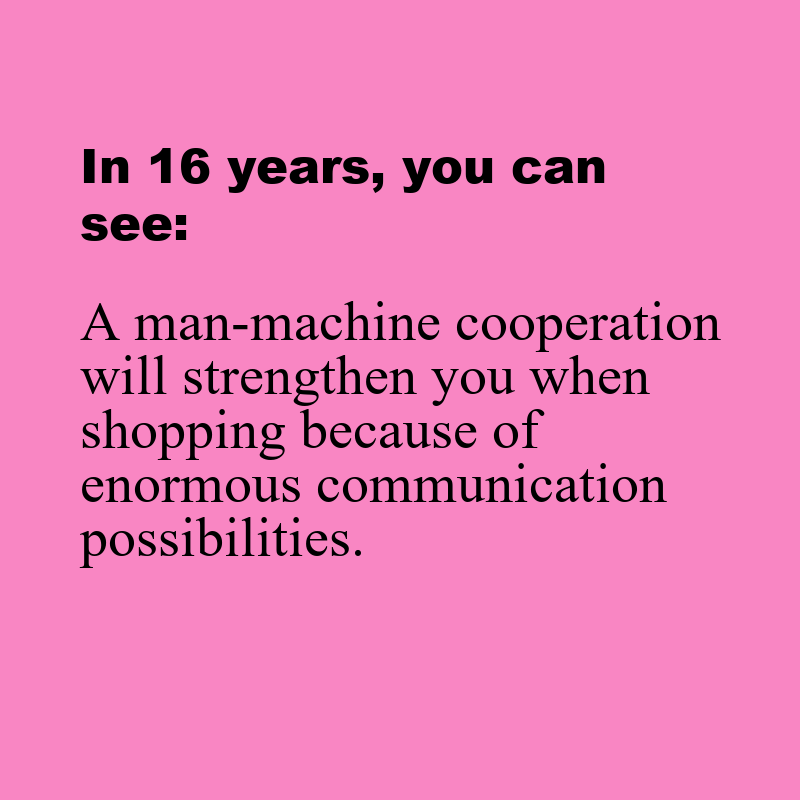 In 16 years, you can
see:
A man-machine cooperation
will strengthen you when
shopping because of
enormous communication
possibilities.